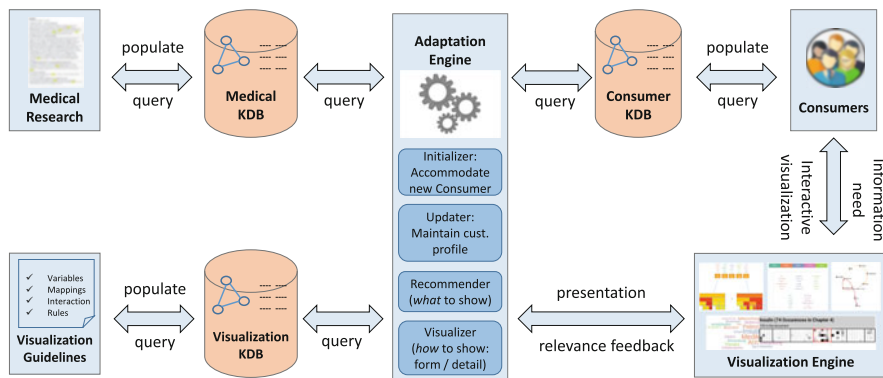 populate
query
Medical
Research
Medical
KDB
query
Adaptation
Engine
query
Consumer
KDB
populate
query
Consumers
Initializer:
Accommodate
new Consumer
Updater:
Maintain cust.
profile
Recommender
(what to show)
Visualizer
(how to show:
form / detail)
Interactive
visualization
Information
need
✓ Variables
✓ Mappings
✓ Interaction
✓ Rules
Visualization
Guidelines
populate
query
Visualization
KDB
query
presentation
relevance feedback
Visualization Engine